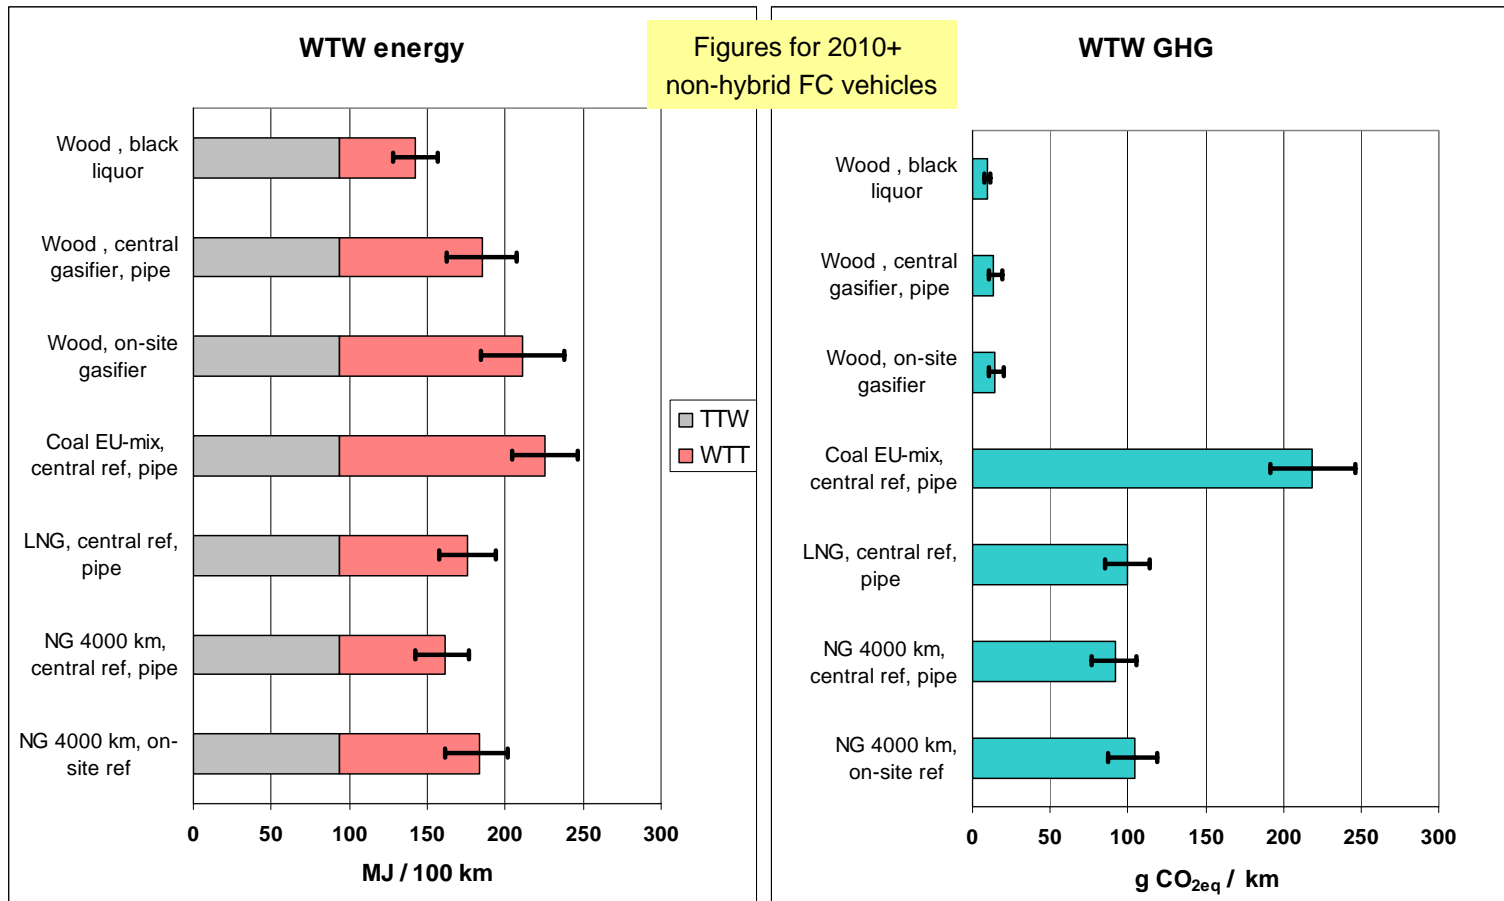 WTW energy
Figures for 2010+
non-hybrid FC vehicles
WTW GHG
Wood , black
liquor
Wood , central
gasifier, pipe
Wood, on-site
gasifier
Coal EU-mix,
central ref, pipe
LNG, central ref,
pipe
NG 4000 km,
central ref, pipe
NG 4000 km, on-
site ref
0 50 100 150 200 250 300
MJ / 100 km
TTW
WTT
Wood , black
liquor
Wood , central
gasifier, pipe
Wood, on-site
gasifier
Coal EU-mix,
central ref, pipe
LNG, central ref,
pipe
NG 4000 km,
central ref, pipe
NG 4000 km,
on-site ref
0 50 100 150 200 250 300
g CO2eq / km